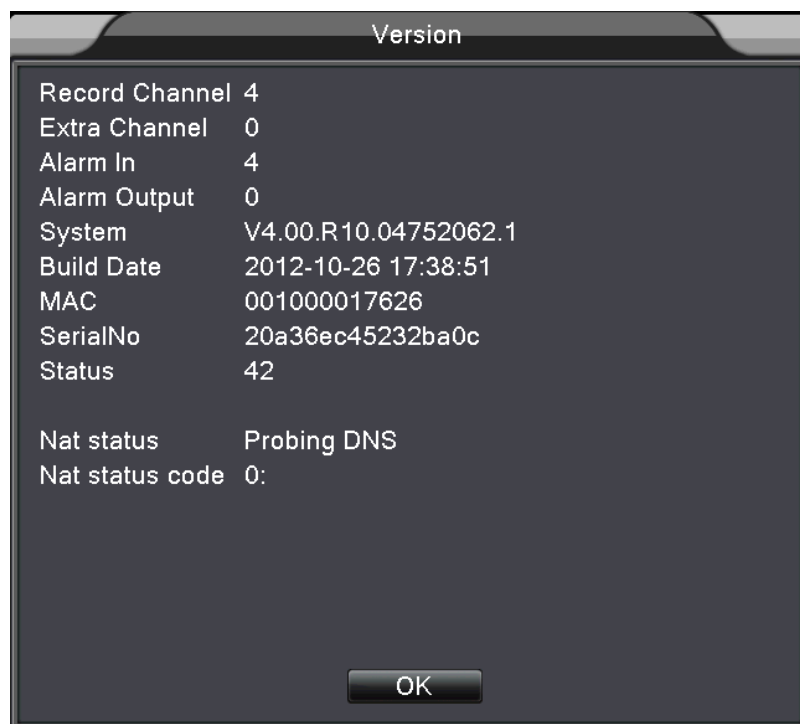 Version
Record Channel 4
Extra Channel 0
Alarm In 4
Alarm Output 0
System V4.00.R10.04752062.1
Build Date 2012-10-26 17:38:51
MAC 001000017626
SerialNo 20a36ec45232ba0c
Status 42
Nat status Probing DNS
Nat status code 0:
OK